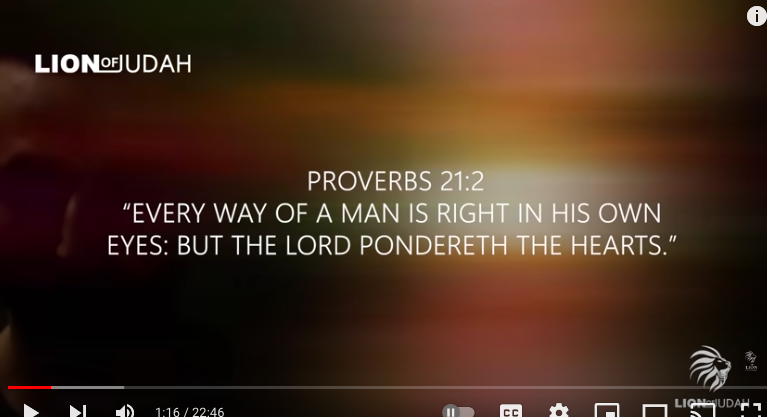 LION OF JUDAH
PROVERBS 21:2
“EVERY WAY OF A MAN IS RIGHT IN HIS OWN
EYES: BUT THE LORD PONDERETH THE HEARTS.”
LION OF JUDAH
1:16 / 22:46
CC